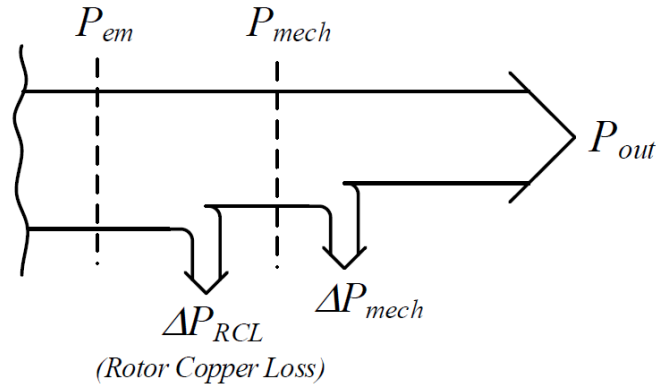 P_em
P_mech
P_out
ΔP_RCL
ΔP_mech
(Rotor Copper Loss)